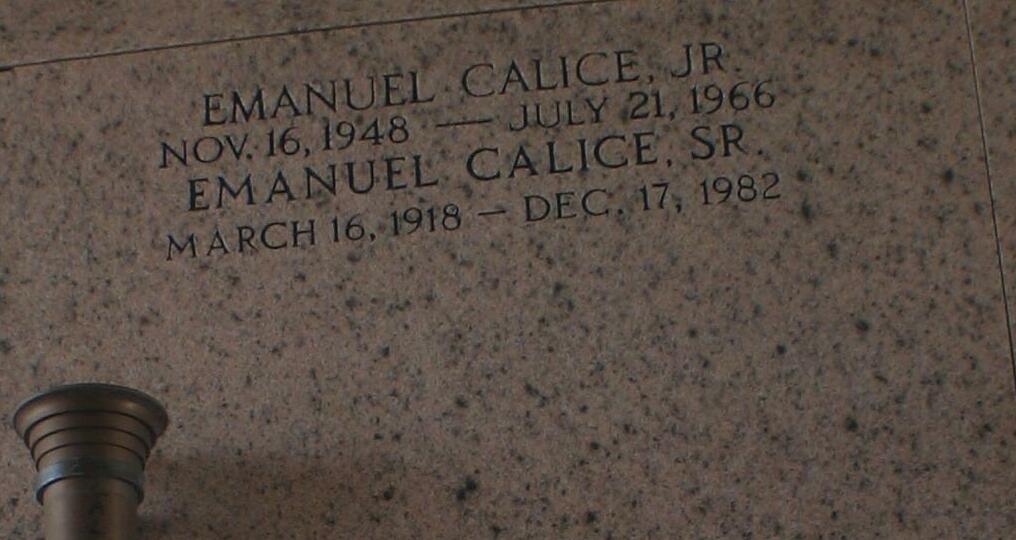 EMANUEL CALICE, JR.
NOV. 16, 1948 — JULY 21, 1966
EMANUEL CALICE, SR.
MARCH 16, 1918 – DEC. 17, 1982